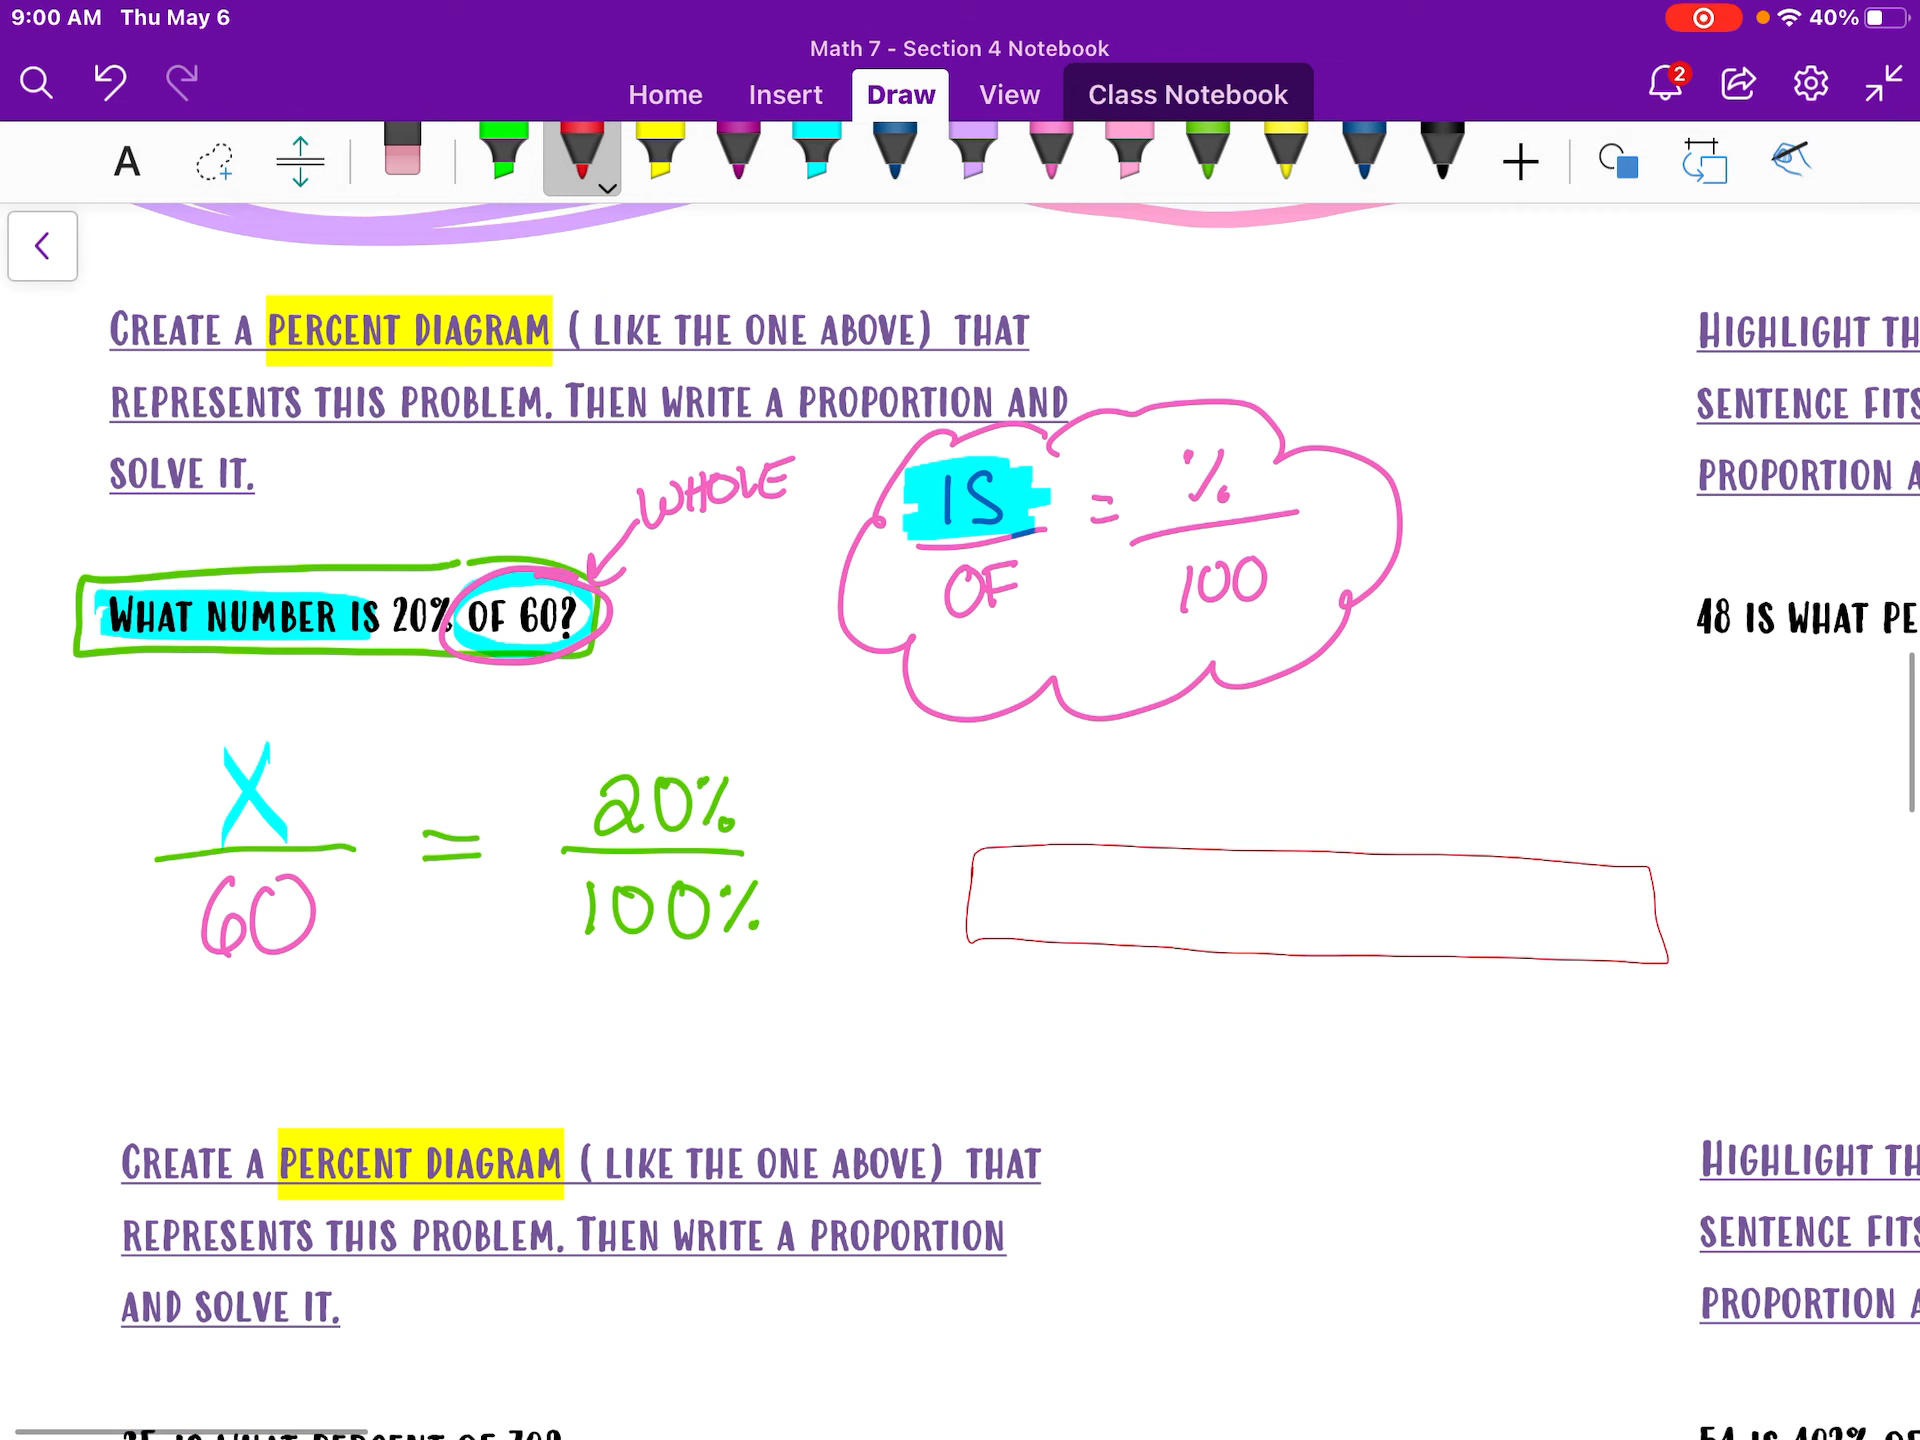 9:00 AM Thu May 6
40%
Math 7 - Section 4 Notebook
Home Insert Draw View Class Notebook
2
A
CREATE A PERCENT DIAGRAM ( LIKE THE ONE ABOVE) THAT
REPRESENTS THIS PROBLEM. THEN WRITE A PROPORTION AND
SOLVE IT.
WHOLE
IS = %
OF 100
WHAT NUMBER IS 20% OF 60?
X = 20%
60 100%
HIGHLIGHT TH
SENTENCE FITS
PROPORTION A
48 IS WHAT PE
CREATE A PERCENT DIAGRAM ( LIKE THE ONE ABOVE) THAT
REPRESENTS THIS PROBLEM. THEN WRITE A PROPORTION
AND SOLVE IT.
HIGHLIGHT TH
SENTENCE FITS
PROPORTION A